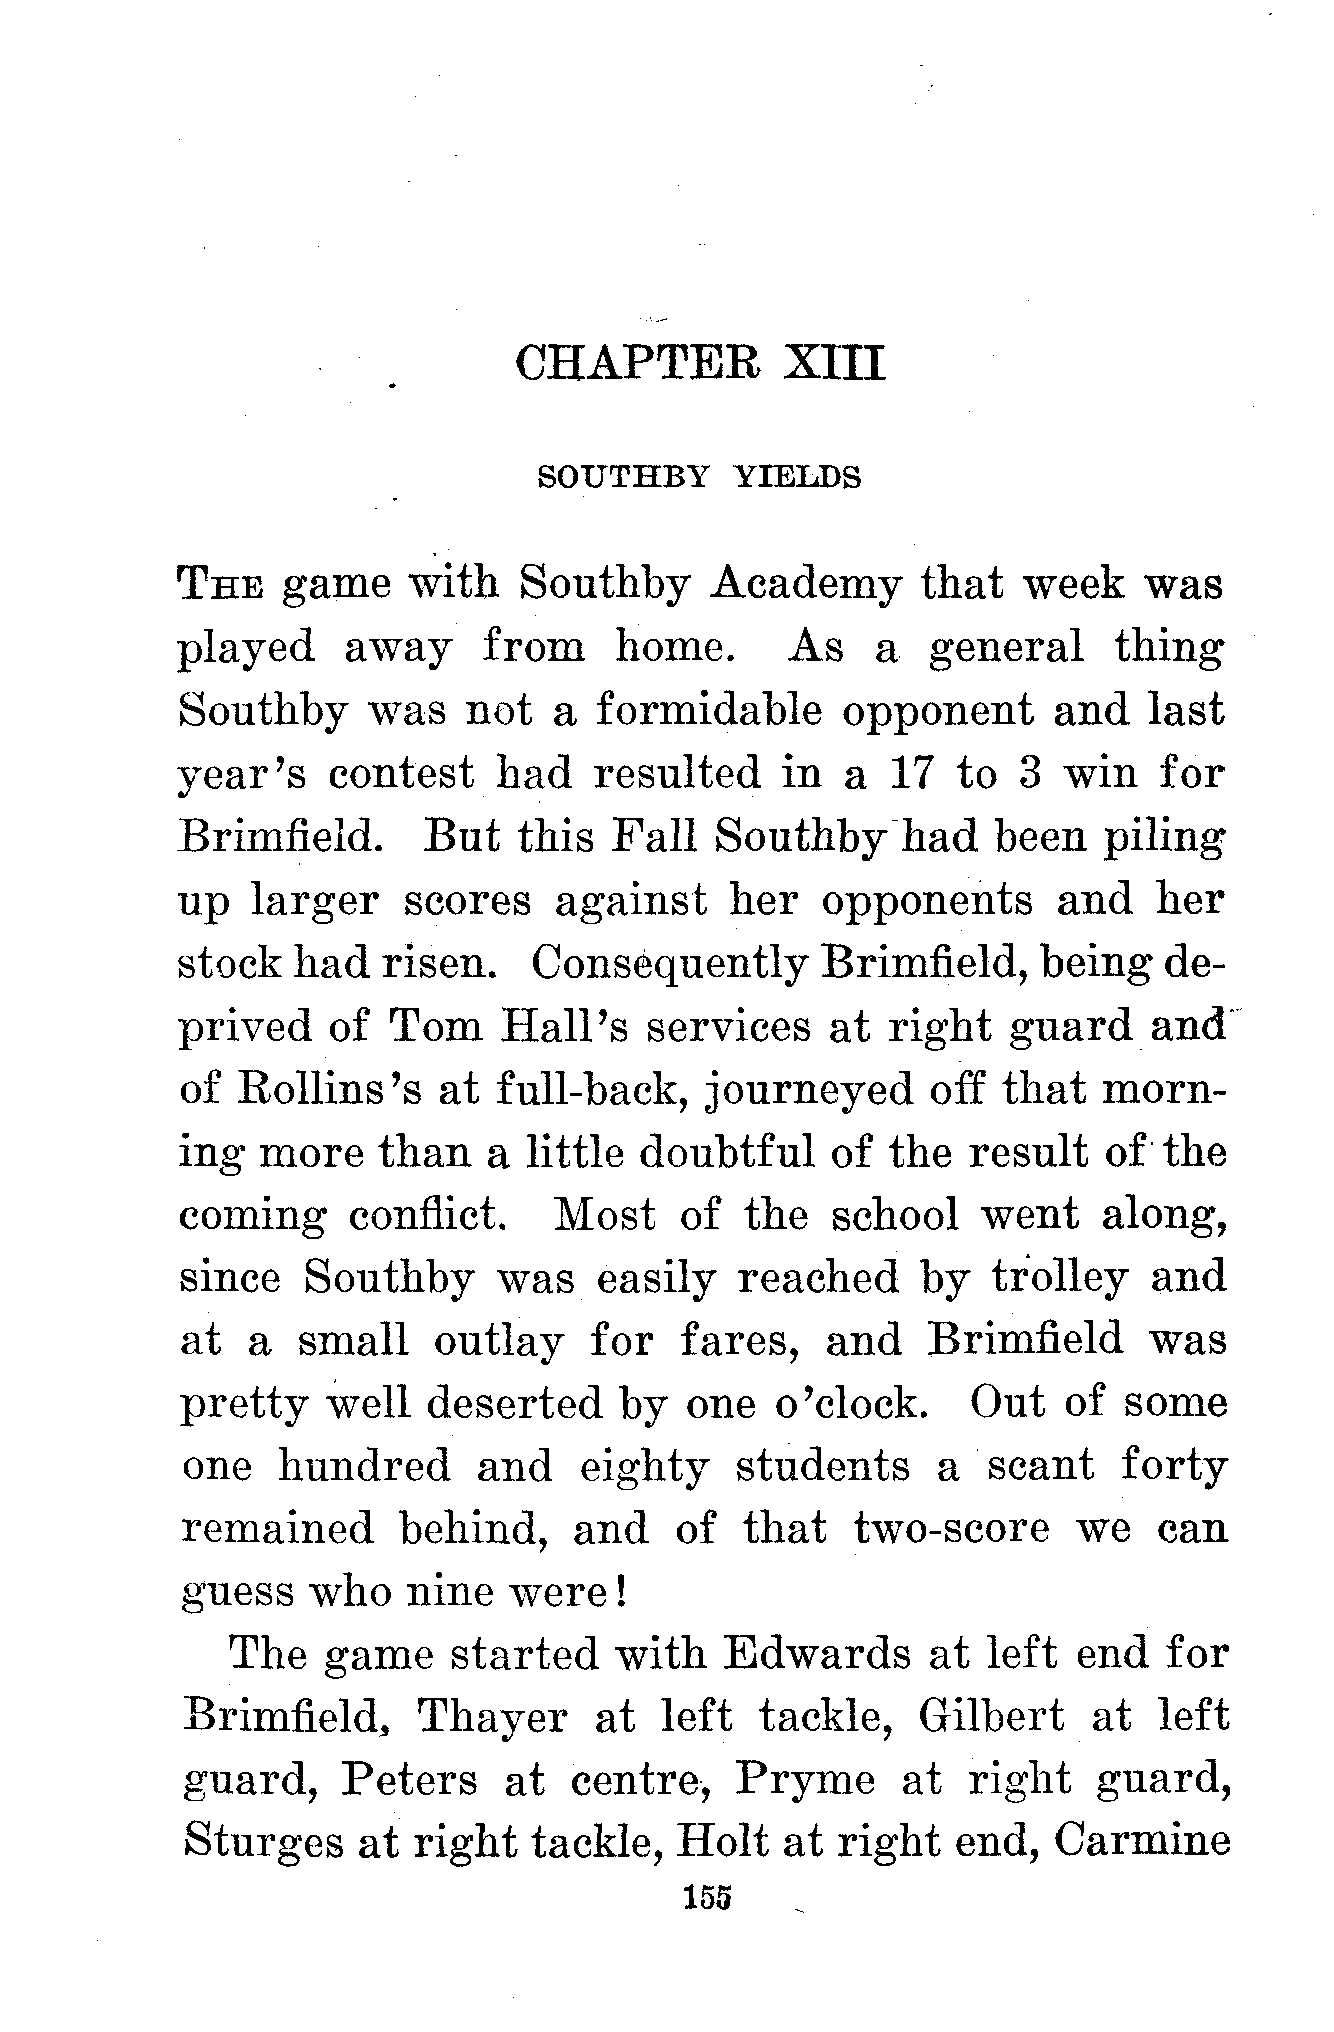 CHAPTER XIII
SOUTHBY YIELDS
THE game with Southby Academy that week was
played away from home. As a general thing
Southby was not a formidable opponent and last
year's contest had resulted in a 17 to 3 win for
Brimfield. But this Fall Southby had been piling
up larger scores against her opponents and her
stock had risen. Consequently Brimfield, being de-
prived of Tom Hall's services at right guard and
of Rollins's at full-back, journeyed off that morn-
ing more than a little doubtful of the result of the
coming conflict. Most of the school went along,
since Southby was easily reached by trolley and
at a small outlay for fares, and Brimfield was
pretty well deserted by one o'clock. Out of some
one hundred and eighty students a scant forty
remained behind, and of that two-score we can
guess who nine were!
The game started with Edwards at left end for
Brimfield, Thayer at left tackle, Gilbert at left
guard, Peters at centre, Pryme at right guard,
Sturges at right tackle, Holt at right end, Carmine
155